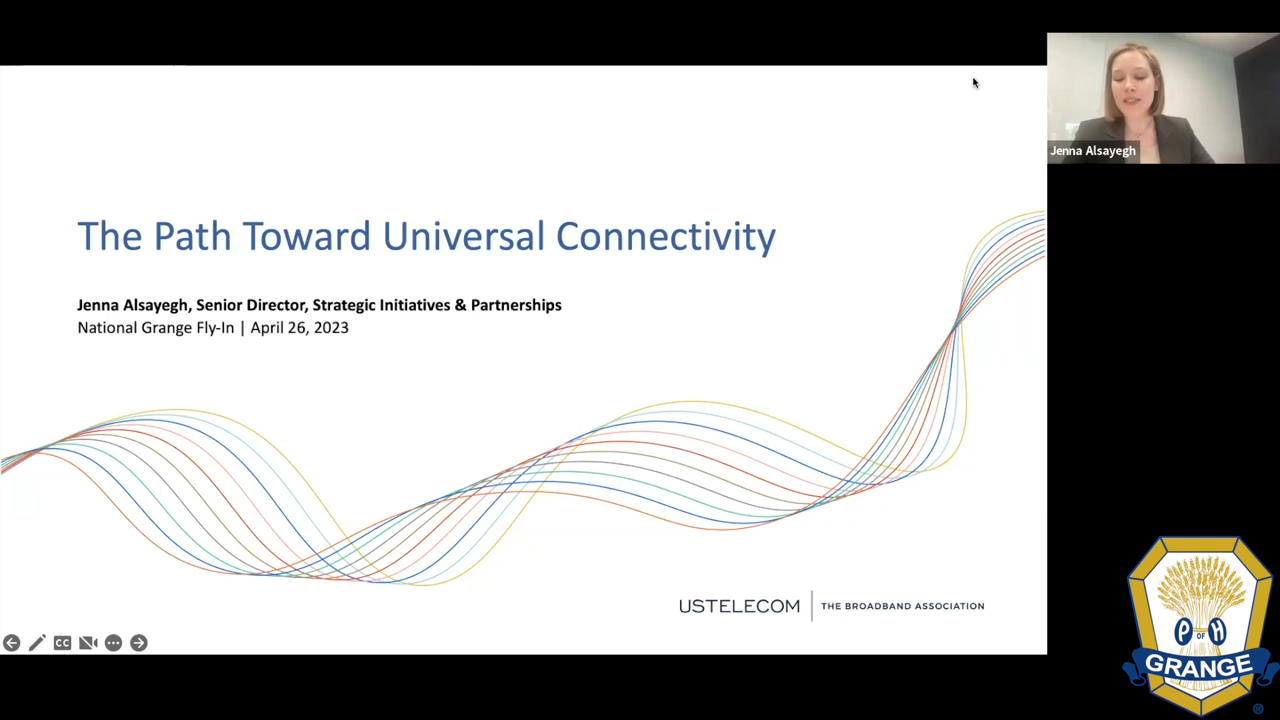 Jenna Alsayegh
The Path Toward Universal Connectivity
Jenna Alsayegh, Senior Director, Strategic Initiatives & Partnerships
National Grange Fly-In | April 26, 2023
USTELECOM | THE BROADBAND ASSOCIATION
CC
P OF H
GRANGE
®